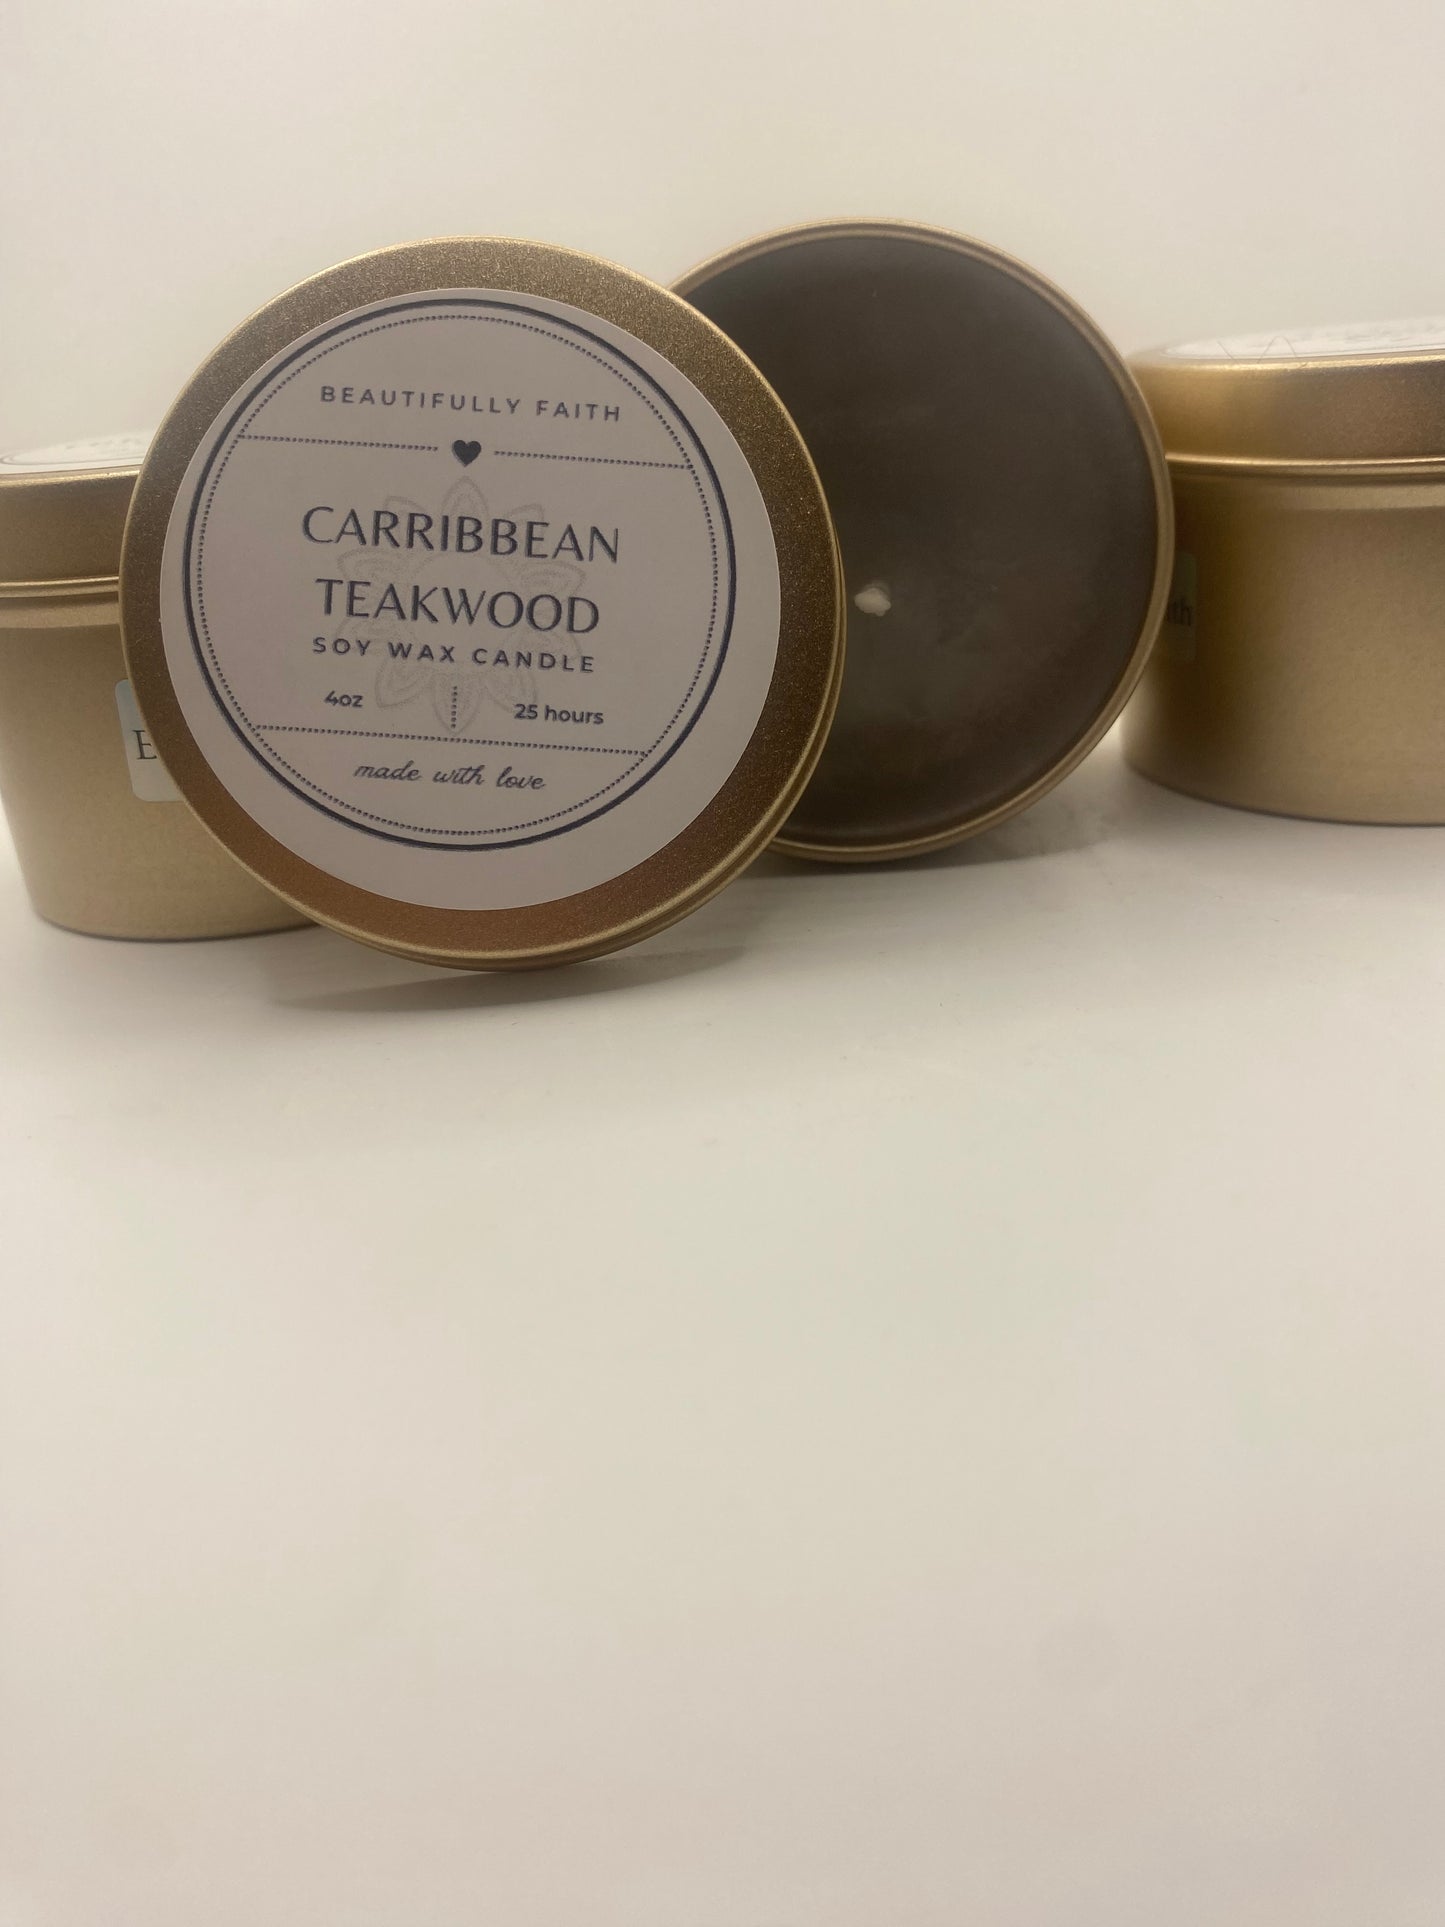 BEAUTIFULLY FAITH
CARRIBBEAN
TEAKWOOD
SOY WAX CANDLE
4oz 25 hours
made with love